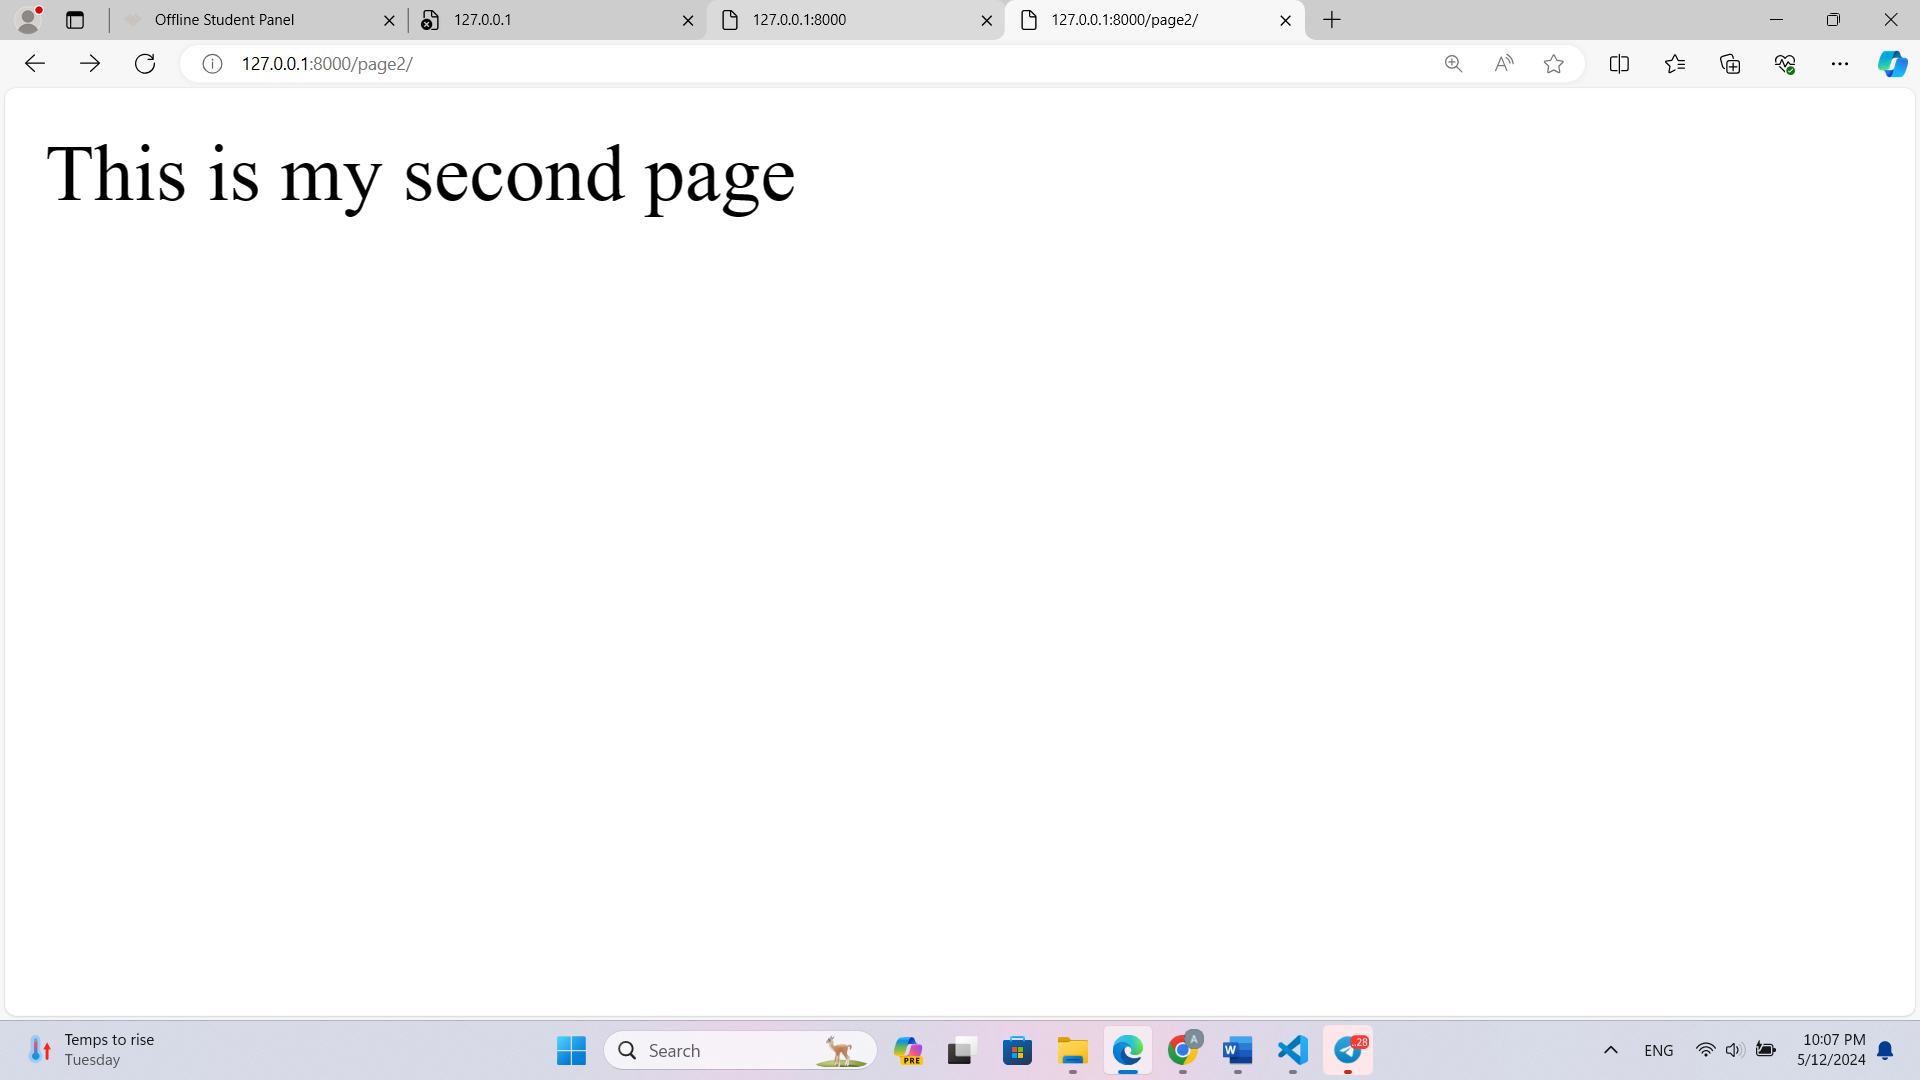 Offline Student Panel
127.0.0.1
127.0.0.1:8000
127.0.0.1:8000/page2/
127.0.0.1:8000/page2/
This is my second page
Temps to rise
Tuesday
Search
PRE
A
W
..28
ENG
10:07 PM
5/12/2024